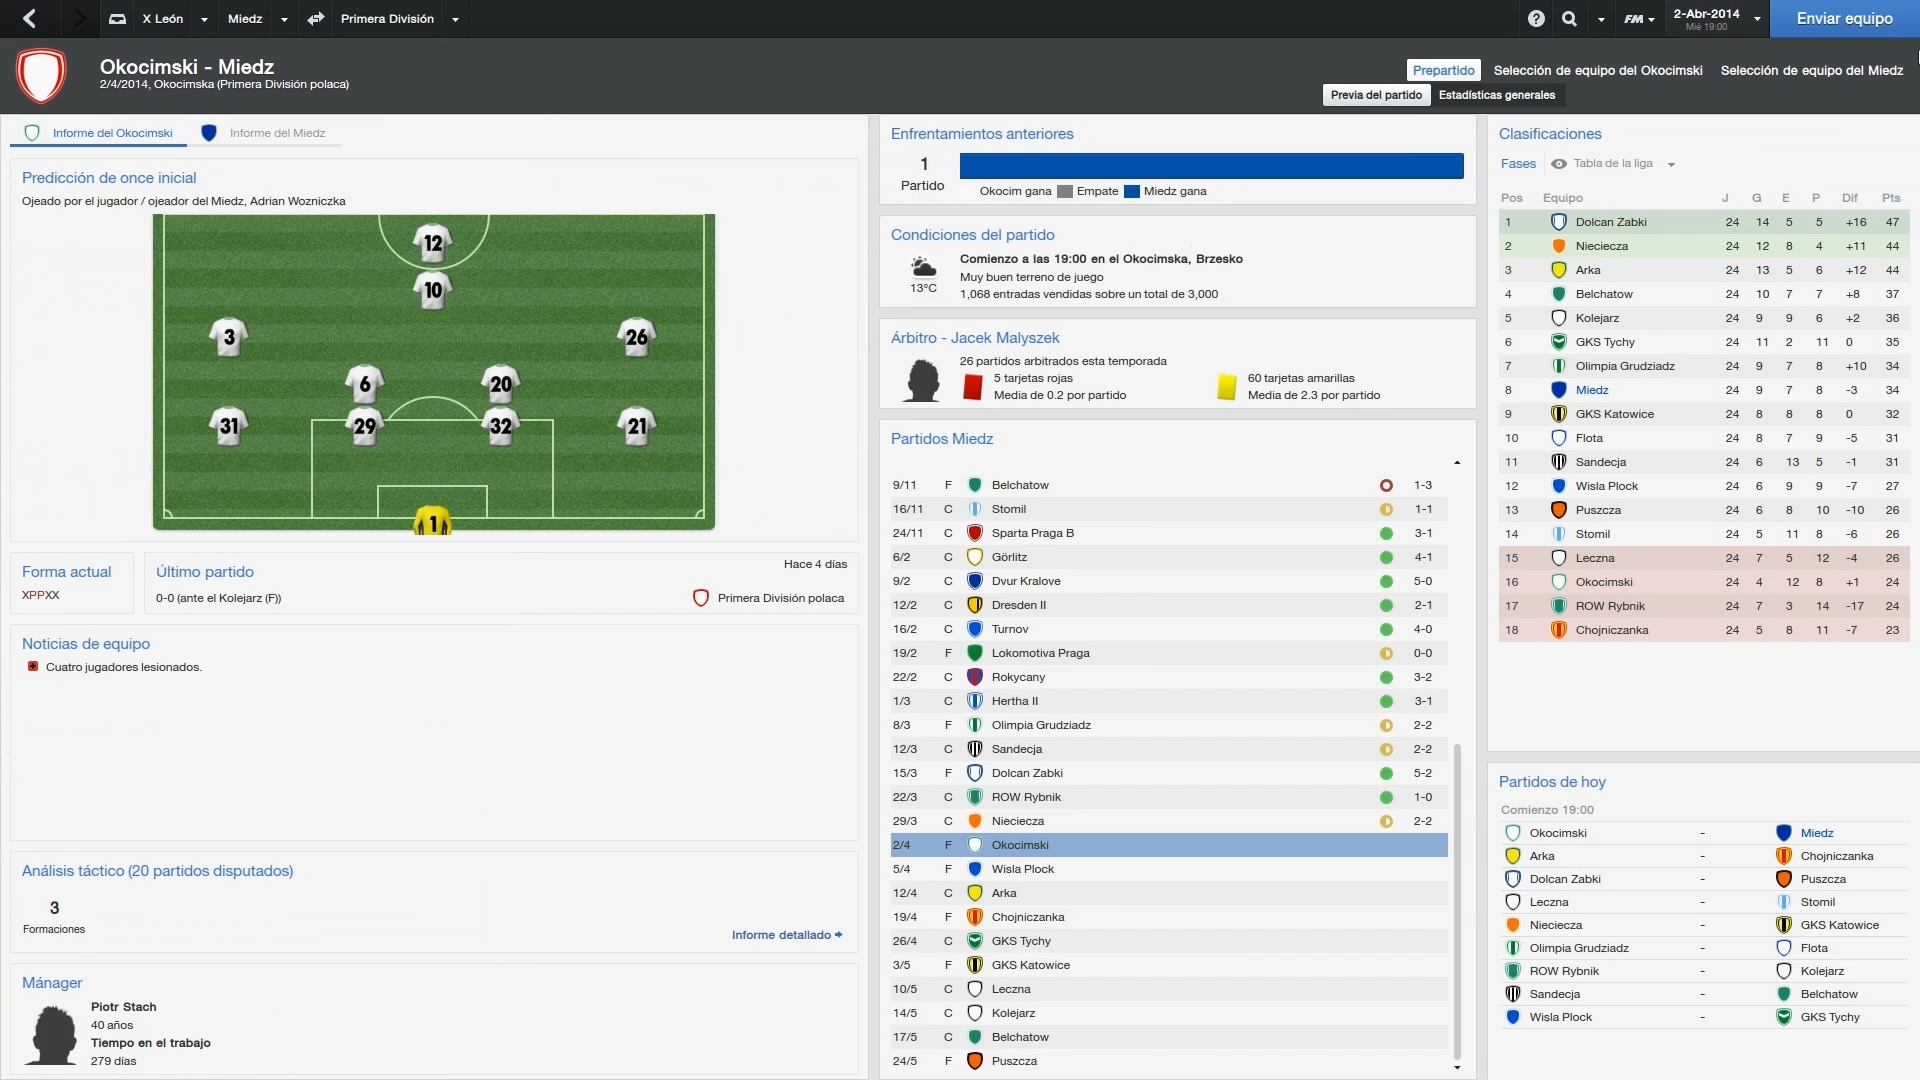 X León
Miedz
Primera División
FM
2-Abr-2014
Mié 19:00
Enviar equipo
Okocimski - Miedz
2/4/2014, Okocimska (Primera División polaca)
Prepartido
Selección de equipo del Okocimski
Selección de equipo del Miedz
Previa del partido
Estadísticas generales
Informe del Okocimski
Informe del Miedz
Predicción de once inicial
Ojeado por el jugador / ojeador del Miedz, Adrian Wozniczka
12
10
3
26
6
20
31
29
32
21
1
Forma actual
XPPXX
Último partido
Hace 4 días
0-0 (ante el Kolejarz (F))
Primera División polaca
Noticias de equipo
Cuatro jugadores lesionados.
Análisis táctico (20 partidos disputados)
3
Formaciones
Informe detallado
Mánager
Piotr Stach
40 años
Tiempo en el trabajo
279 días
Enfrentamientos anteriores
1
Partido
Okocim gana Empate Miedz gana
Condiciones del partido
13°C
Comienzo a las 19:00 en el Okocimska, Brzesko
Muy buen terreno de juego
1,068 entradas vendidas sobre un total de 3,000
Árbitro - Jacek Malyszek
26 partidos arbitrados esta temporada
5 tarjetas rojas
Media de 0.2 por partido
60 tarjetas amarillas
Media de 2.3 por partido
Partidos Miedz
9/11 F Belchatow 1-3
16/11 C Stomil 1-1
24/11 C Sparta Praga B 3-1
6/2 C Görlitz 4-1
9/2 C Dvur Kralove 5-0
12/2 C Dresden II 2-1
16/2 C Turnov 4-0
19/2 F Lokomotiva Praga 0-0
22/2 C Rokycany 3-2
1/3 C Hertha II 3-1
8/3 F Olimpia Grudziadz 2-2
12/3 C Sandecja 2-2
15/3 F Dolcan Zabki 5-2
22/3 C ROW Rybnik 1-0
29/3 C Nieciecza 2-2
2/4 F Okocimski
5/4 F Wisla Plock
12/4 C Arka
19/4 F Chojniczanka
26/4 C GKS Tychy
3/5 F GKS Katowice
10/5 C Leczna
14/5 C Kolejarz
17/5 C Belchatow
24/5 F Puszcza
Clasificaciones
Fases Tabla de la liga
Pos Equipo J G E P Dif Pts
1 Dolcan Zabki 24 14 5 5 +16 47
2 Nieciecza 24 12 8 4 +11 44
3 Arka 24 13 5 6 +12 44
4 Belchatow 24 10 7 7 +8 37
5 Kolejarz 24 9 9 6 +2 36
6 GKS Tychy 24 11 2 11 0 35
7 Olimpia Grudziadz 24 9 7 8 +10 34
8 Miedz 24 9 7 8 -3 34
9 GKS Katowice 24 8 8 8 0 32
10 Flota 24 8 7 9 -5 31
11 Sandecja 24 6 13 5 -1 31
12 Wisla Plock 24 6 9 9 -7 27
13 Puszcza 24 6 8 10 -10 26
14 Stomil 24 5 11 8 -6 26
15 Leczna 24 7 5 12 -4 26
16 Okocimski 24 4 12 8 +1 24
17 ROW Rybnik 24 7 3 14 -17 24
18 Chojniczanka 24 5 8 11 -7 23
Partidos de hoy
Comienzo 19:00
Okocimski - Miedz
Arka - Chojniczanka
Dolcan Zabki - Puszcza
Leczna - Stomil
Nieciecza - GKS Katowice
Olimpia Grudziadz - Flota
ROW Rybnik - Kolejarz
Sandecja - Belchatow
Wisla Plock - GKS Tychy